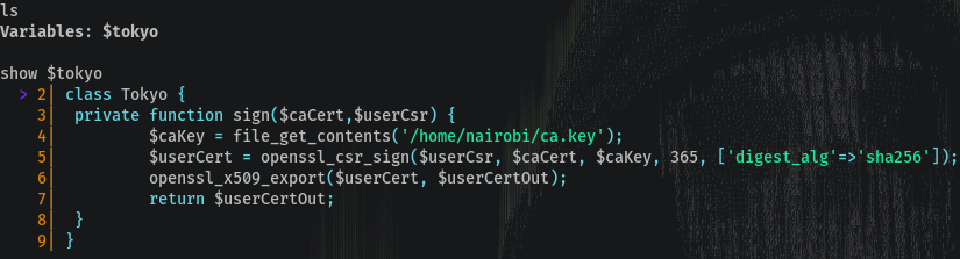 ls
Variables: $tokyo
show $tokyo
> 2| class Tokyo {
3| private function sign($caCert,$userCsr) {
4| $caKey = file_get_contents('/home/nairobi/ca.key');
5| $userCert = openssl_csr_sign($userCsr, $caCert, $caKey, 365, ['digest_alg'=>'sha256']);
6| openssl_x509_export($userCert, $userCertOut);
7| return $userCertOut;
8| }
9| }